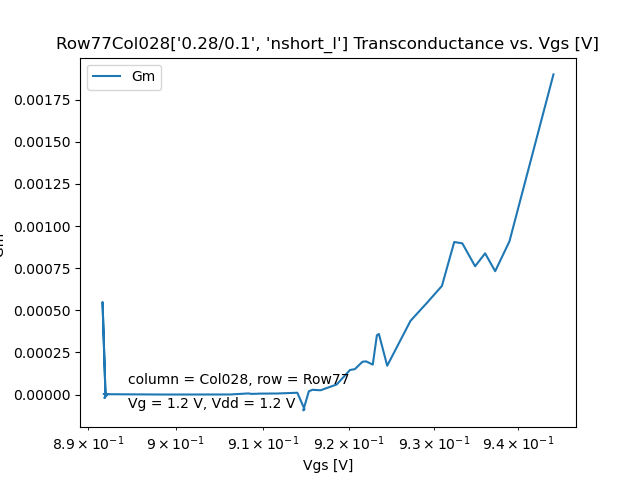 Row77Col028['0.28/0.1', 'nshort_l'] Transconductance vs. Vgs [V]
Gm
0.00175
0.00150
0.00125
0.00100
0.00075
0.00050
0.00025
0.00000
Gm
column = Col028, row = Row77
Vg = 1.2 V, Vdd = 1.2 V
8.9 × 10⁻¹ 9 × 10⁻¹ 9.1 × 10⁻¹ 9.2 × 10⁻¹ 9.3 × 10⁻¹ 9.4 × 10⁻¹
Vgs [V]